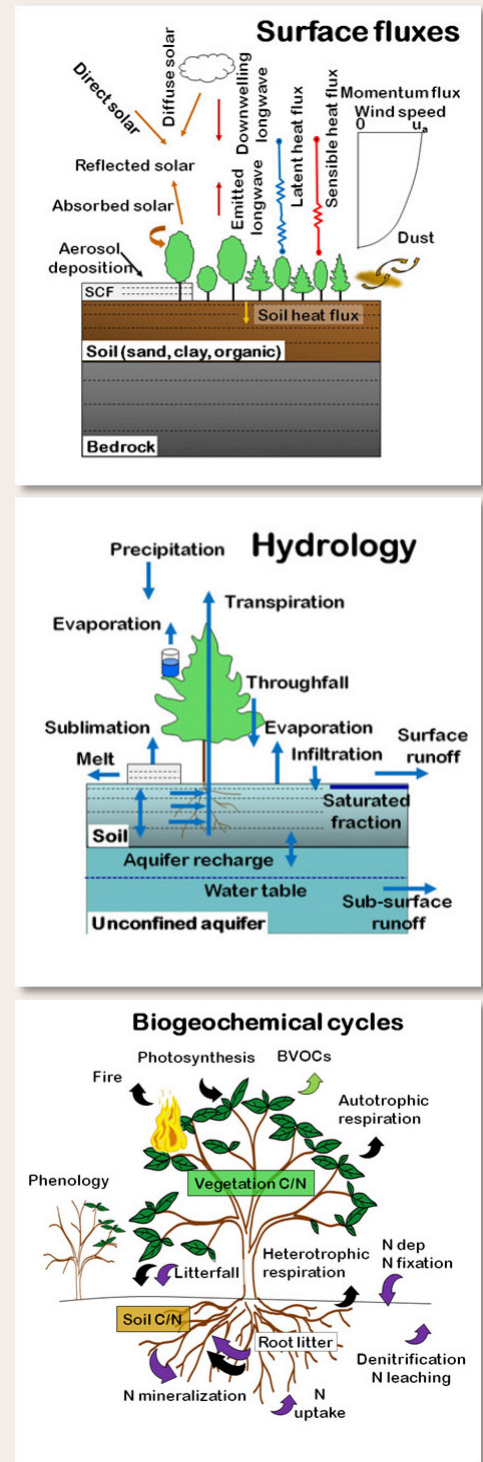 Surface fluxes
Direct solar
Diffuse solar
Downwelling
longwave
Latent heat flux
Sensible heat flux
Momentum flux
Wind speed
0
ua
Reflected solar
Absorbed solar
Emitted
longwave
Aerosol
deposition
Dust
SCF
Soil heat flux
Soil (sand, clay, organic)
Bedrock
Hydrology
Precipitation
Transpiration
Evaporation
Throughfall
Sublimation
Evaporation
Melt
Infiltration
Surface
runoff
Saturated
fraction
Soil
Aquifer recharge
Water table
Sub-surface
runoff
Unconfined aquifer
Biogeochemical cycles
Photosynthesis
BVOCs
Fire
Autotrophic
respiration
Phenology
Vegetation C/N
Heterotrophic
respiration
N dep
N fixation
Litterfall
Soil C/N
Root litter
Denitrification
N leaching
N mineralization
N
uptake